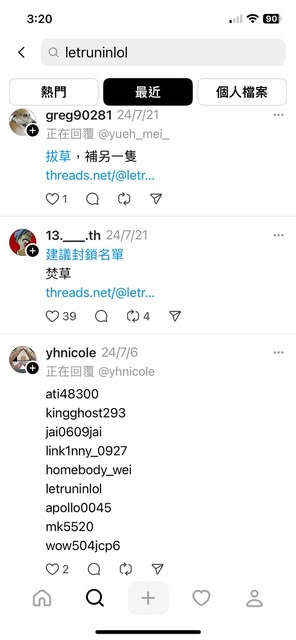 3:20
90
letruninlol
熱門
最近
個人檔案
greg90281 24/7/21
正在回覆 @yueh_mei_
拔草，補另一隻
threads.net/@letr...
1
13.____.th 24/7/21
建議封鎖名單
焚草
threads.net/@letr...
39
4
yhnicole 24/7/6
正在回覆 @yhnicole
ati48300
kingghost293
jai0609jai
link1nny_0927
homebody_wei
letruninlol
apollo0045
mk5520
wow504jcp6
2